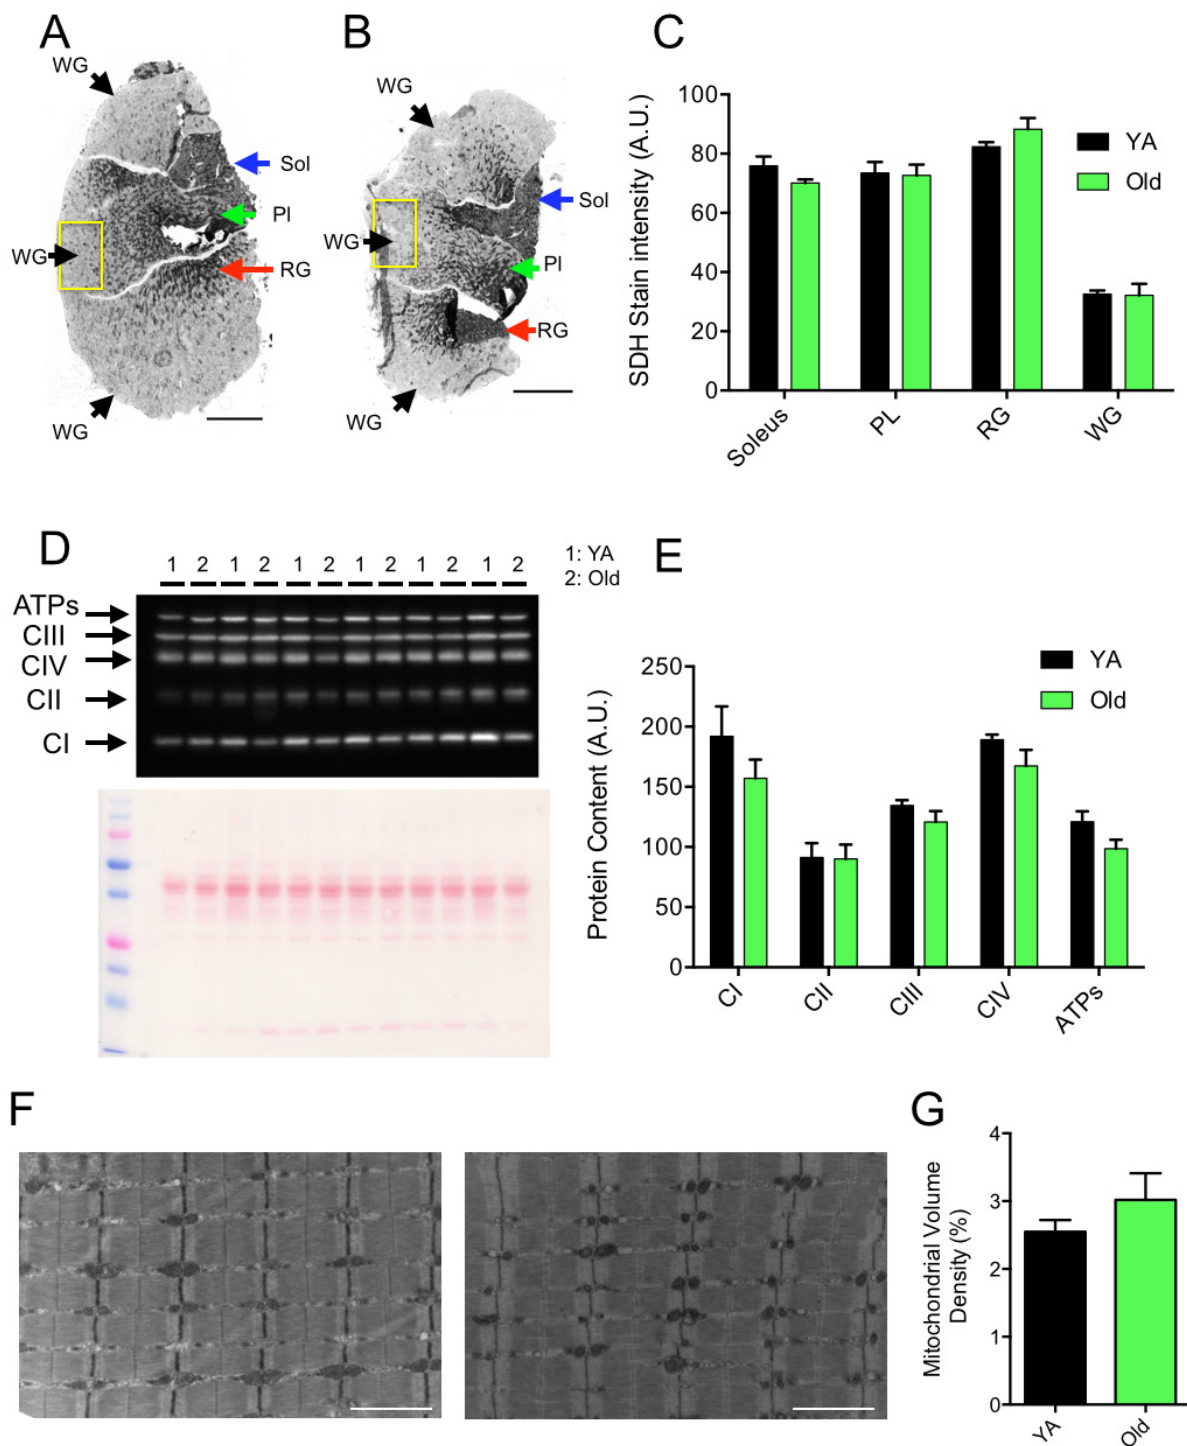 A
WG
Sol
Pl
WG
RG
WG
B
WG
Sol
WG
Pl
RG
WG
C
SDH Stain intensity (A.U.)
100
80
60
40
20
0
YA
Old
Soleus
PL
RG
WG
D
1 2 1 2 1 2 1 2 1 2 1 2
1: YA
2: Old
ATPs
CIII
CIV
CII
CI
E
Protein Content (A.U.)
250
200
150
100
50
0
YA
Old
CI
CII
CIII
CIV
ATPs
F
G
Mitochondrial Volume
Density (%)
4
3
2
1
0
YA
Old